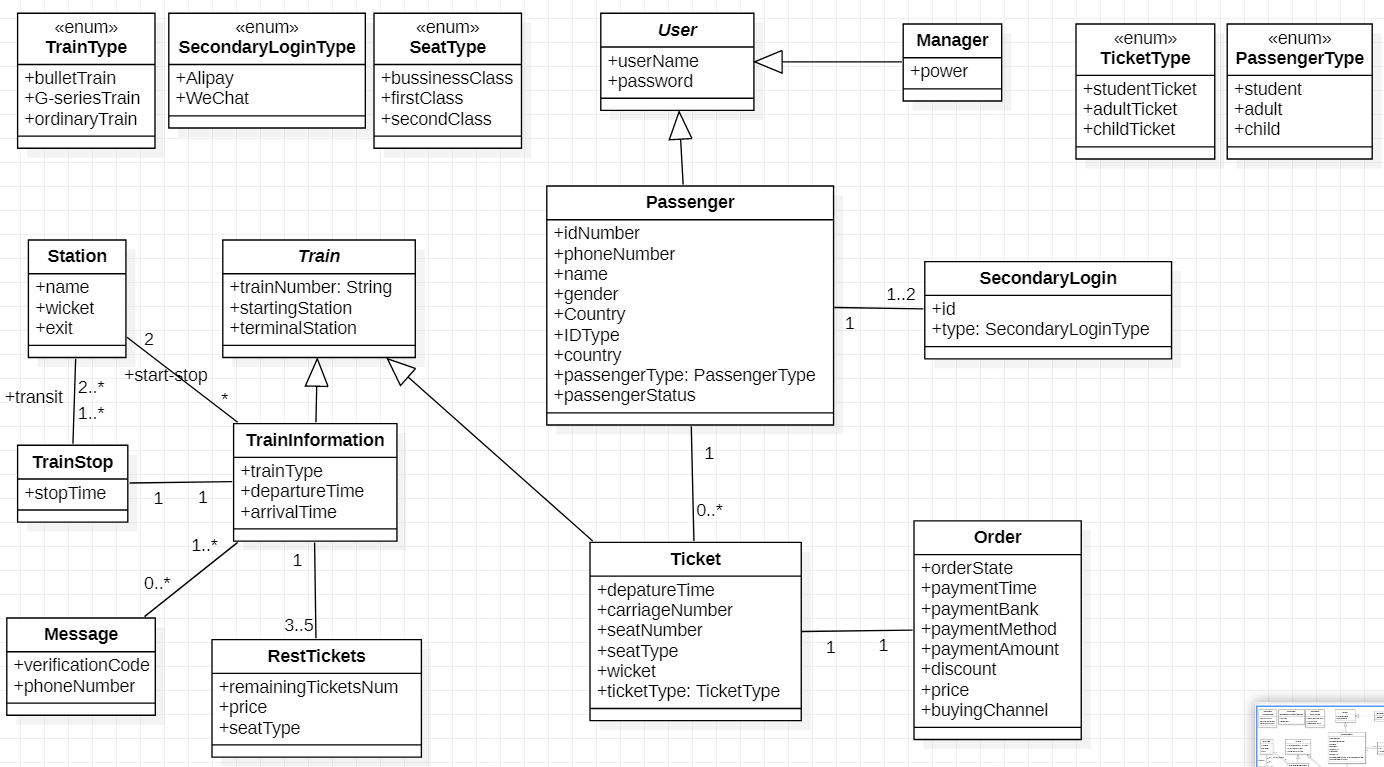 «enum»
TrainType
+bulletTrain
+G-seriesTrain
+ordinaryTrain
«enum»
SecondaryLoginType
+Alipay
+WeChat
«enum»
SeatType
+bussinessClass
+firstClass
+secondClass
User
+userName
+password
Manager
+power
«enum»
TicketType
+studentTicket
+adultTicket
+childTicket
«enum»
PassengerType
+student
+adult
+child
Passenger
+idNumber
+phoneNumber
+name
+gender
+Country
+IDType
+country
+passengerType: PassengerType
+passengerStatus
Station
+name
+wicket
+exit
Train
+trainNumber: String
+startingStation
+terminalStation
SecondaryLogin
+id
+type: SecondaryLoginType
1..2
1
2
+start-stop
*
+transit
2..*
1..*
TrainStop
+stopTime
1
1
TrainInformation
+trainType
+departureTime
+arrivalTime
1
0..*
1..*
0..*
1
3..5
Message
+verificationCode
+phoneNumber
RestTickets
+remainingTicketsNum
+price
+seatType
Ticket
+depatureTime
+carriageNumber
+seatNumber
+seatType
+wicket
+ticketType: TicketType
1
1
Order
+orderState
+paymentTime
+paymentBank
+paymentMethod
+paymentAmount
+discount
+price
+buyingChannel